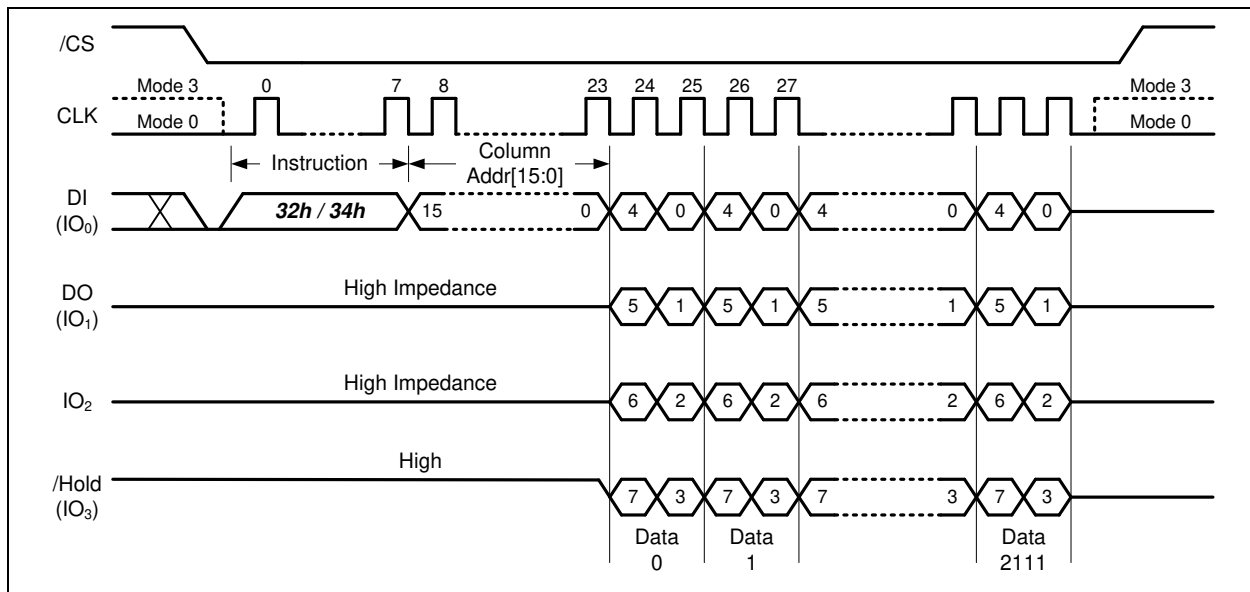 /CS
Mode 3 0 7 8 23 24 25 26 27 Mode 3
CLK
Mode 0 Mode 0
Instruction Column
Addr[15:0]
DI
(IO0) 32h / 34h 15 0 4 0 4 0 4 0 4 0
DO
(IO1) High Impedance 5 1 5 1 5 1 5 1
IO2 High Impedance 6 2 6 2 6 2 6 2
/Hold
(IO3) High 7 3 7 3 7 3 7 3
Data Data Data
0 1 2111